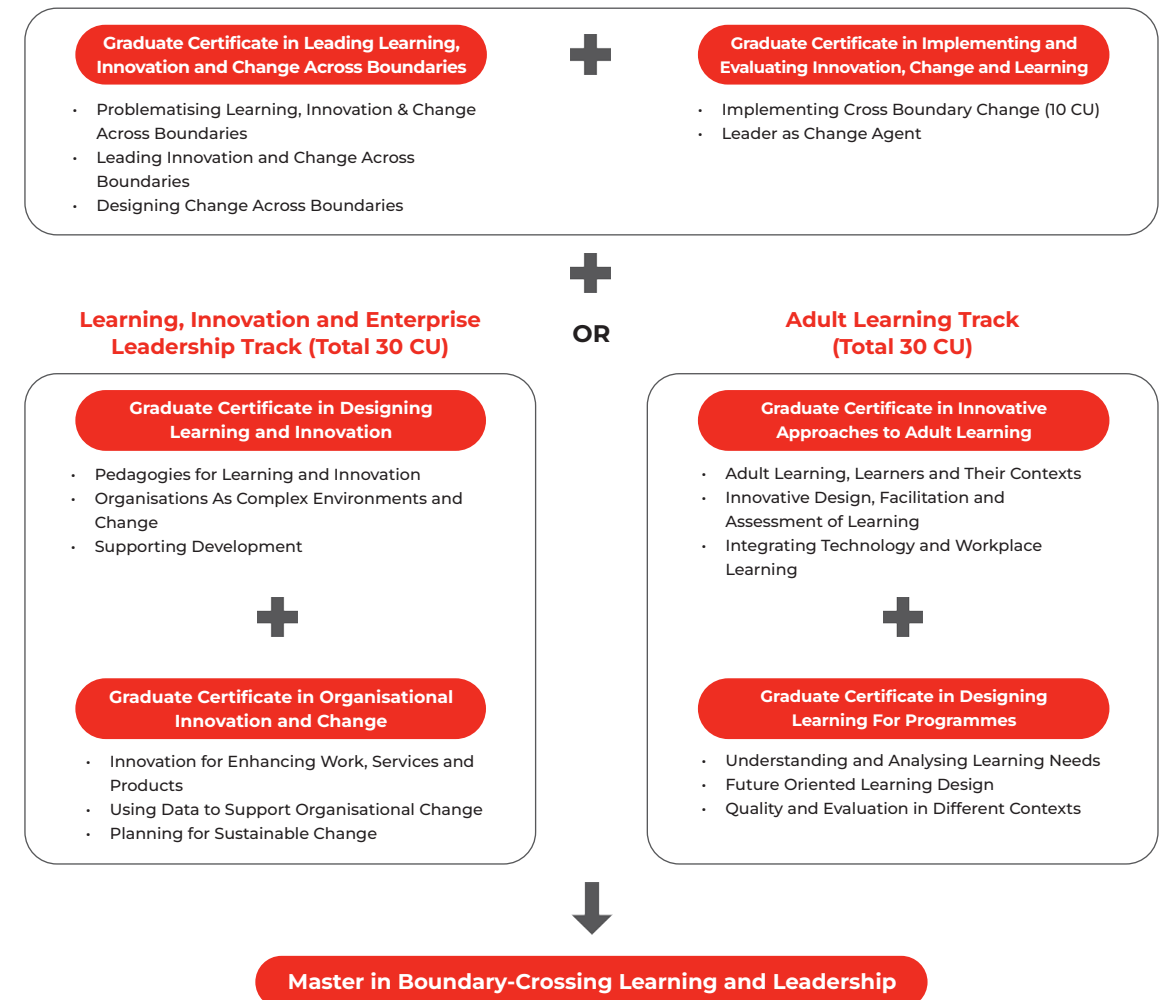 Graduate Certificate in Leading Learning,
Innovation and Change Across Boundaries
• Problematising Learning, Innovation & Change
Across Boundaries
• Leading Innovation and Change Across
Boundaries
• Designing Change Across Boundaries
Graduate Certificate in Implementing and
Evaluating Innovation, Change and Learning
• Implementing Cross Boundary Change (10 CU)
• Leader as Change Agent
Learning, Innovation and Enterprise
Leadership Track (Total 30 CU)
OR
Adult Learning Track
(Total 30 CU)
Graduate Certificate in Designing
Learning and Innovation
• Pedagogies for Learning and Innovation
• Organisations As Complex Environments and
Change
• Supporting Development
Graduate Certificate in Organisational
Innovation and Change
• Innovation for Enhancing Work, Services and
Products
• Using Data to Support Organisational Change
• Planning for Sustainable Change
Graduate Certificate in Innovative
Approaches to Adult Learning
• Adult Learning, Learners and Their Contexts
• Innovative Design, Facilitation and
Assessment of Learning
• Integrating Technology and Workplace
Learning
Graduate Certificate in Designing
Learning For Programmes
• Understanding and Analysing Learning Needs
• Future Oriented Learning Design
• Quality and Evaluation in Different Contexts
Master in Boundary-Crossing Learning and Leadership